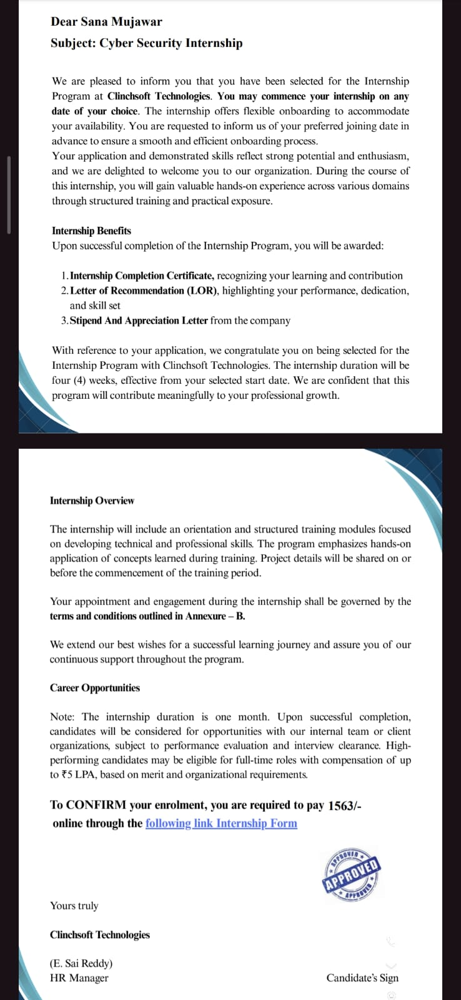 Dear Sana Mujawar
Subject: Cyber Security Internship
We are pleased to inform you that you have been selected for the Internship
Program at Clinchsoft Technologies. You may commence your internship on any
date of your choice. The internship offers flexible onboarding to accommodate
your availability. You are requested to inform us of your preferred joining date in
advance to ensure a smooth and efficient onboarding process.
Your application and demonstrated skills reflect strong potential and enthusiasm,
and we are delighted to welcome you to our organization. During the course of
this internship, you will gain valuable hands-on experience across various domains
through structured training and practical exposure.
Internship Benefits
Upon successful completion of the Internship Program, you will be awarded:
1. Internship Completion Certificate, recognizing your learning and contribution
2. Letter of Recommendation (LOR), highlighting your performance, dedication,
and skill set
3. Stipend And Appreciation Letter from the company
With reference to your application, we congratulate you on being selected for the
Internship Program with Clinchsoft Technologies. The internship duration will be
four (4) weeks, effective from your selected start date. We are confident that this
program will contribute meaningfully to your professional growth.
Internship Overview
The internship will include an orientation and structured training modules focused
on developing technical and professional skills. The program emphasizes hands-on
application of concepts learned during training. Project details will be shared on or
before the commencement of the training period.
Your appointment and engagement during the internship shall be governed by the
terms and conditions outlined in Annexure – B.
We extend our best wishes for a successful learning journey and assure you of our
continuous support throughout the program.
Career Opportunities
Note: The internship duration is one month. Upon successful completion,
candidates will be considered for opportunities with our internal team or client
organizations, subject to performance evaluation and interview clearance. High-
performing candidates may be eligible for full-time roles with compensation of up
to ₹5 LPA, based on merit and organizational requirements.
To CONFIRM your enrolment, you are required to pay 1563/-
online through the following link Internship Form
APPROVED
APPROVED
APPROVED
Yours truly
Clinchsoft Technologies
(E. Sai Reddy)
HR Manager
Candidate's Sign